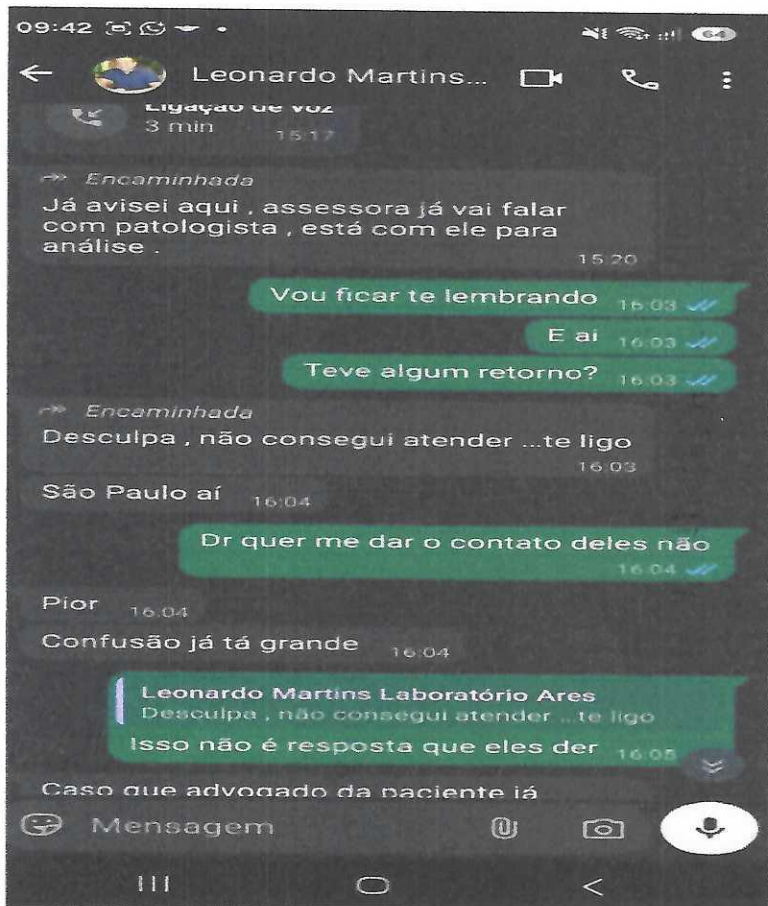 09:42
64
Leonardo Martins...
Ligação de voz
3 min 15:17
Encaminhada
Já avisei aqui , assessora já vai falar
com patologista , está com ele para
análise .
15:20
Vou ficar te lembrando 16:03
E ai 16:03
Teve algum retorno? 16:03
Encaminhada
Desculpa , não consegui atender ...te ligo
16:03
São Paulo aí 16:04
Dr quer me dar o contato deles não
16:04
Pior 16:04
Confusão já tá grande 16:04
Leonardo Martins Laboratório Ares
Desculpa , não consegui atender ...te ligo
Isso não é resposta que eles der 16:05
Caso que advogado da paciente já
Mensagem